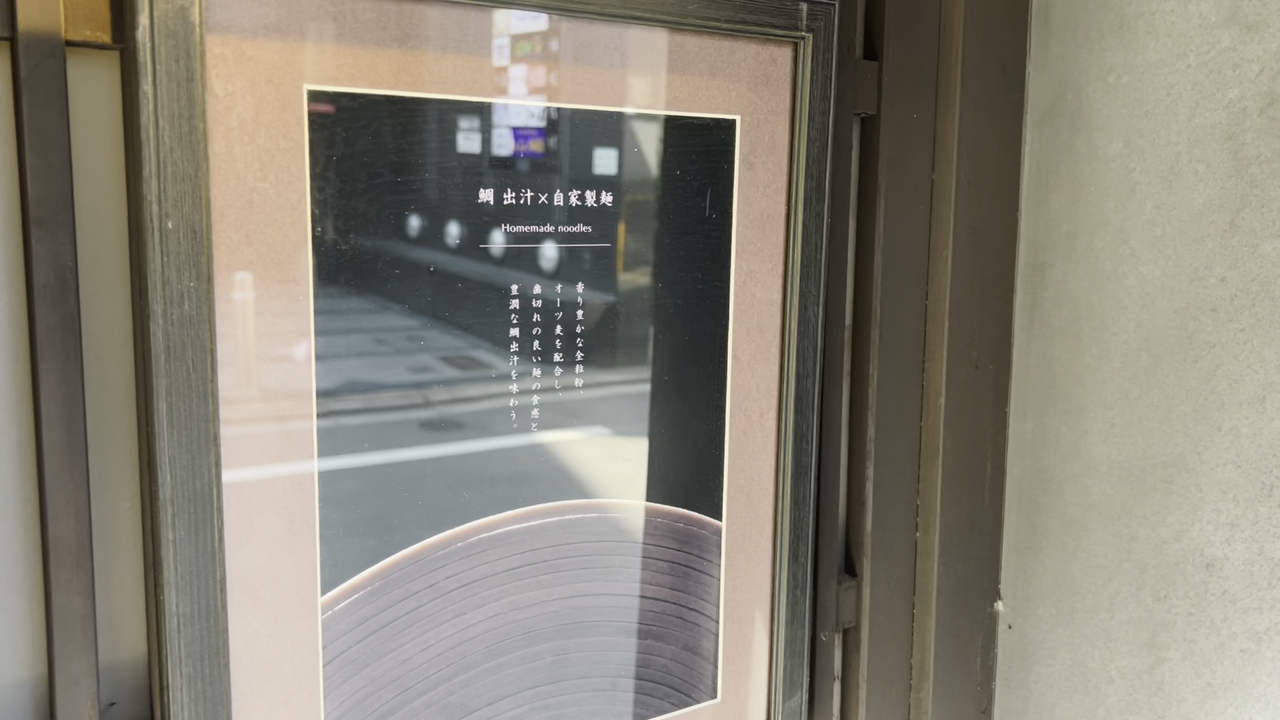 鯛 出汁×自家製麺
Homemade noodles
香り豊かな全粒粉、
オーツ麦を配合し、
歯切れの良い麺の食感と
豊潤な鯛出汁を味わう。